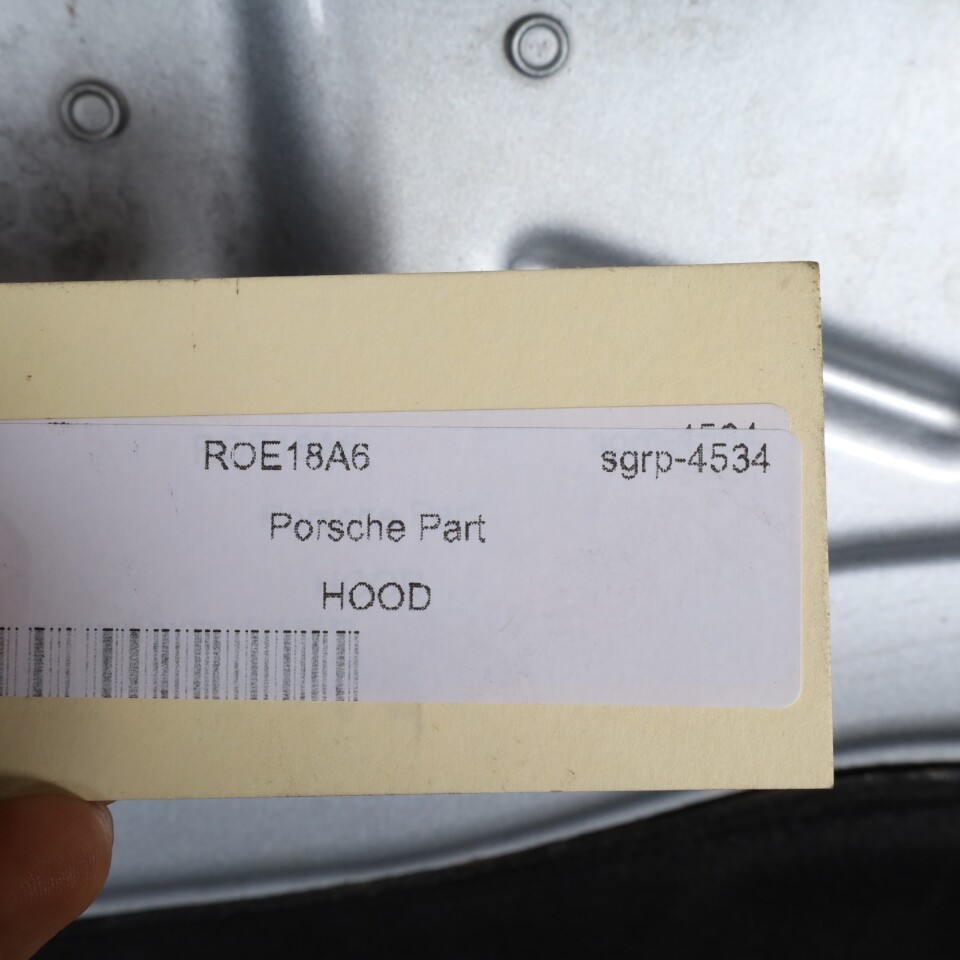 ROE18A6 sgrp-4534
Porsche Part
HOOD